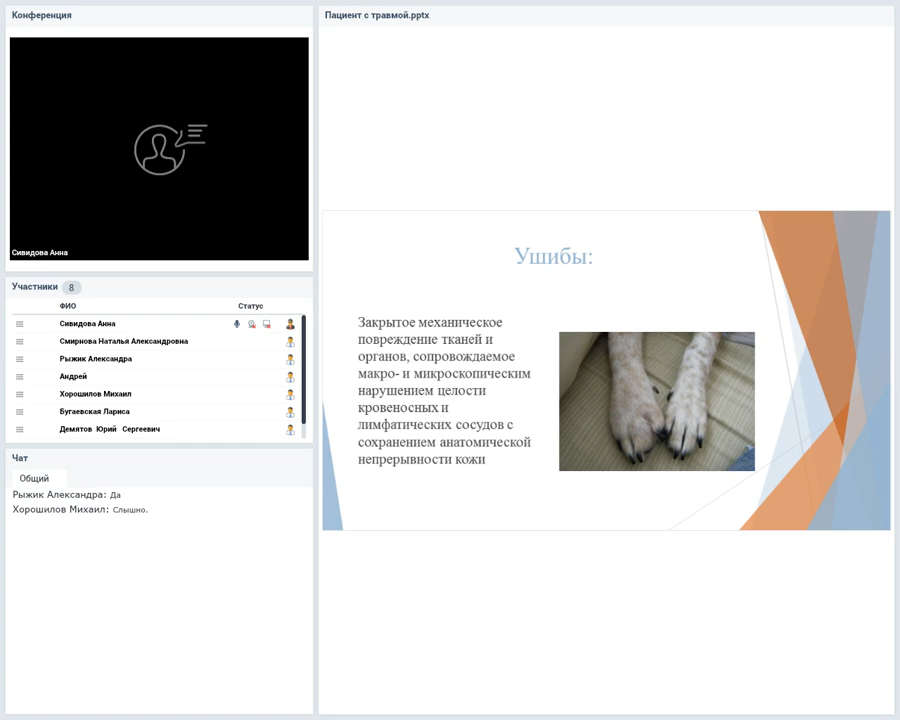 Конференция
Сивидова Анна
Участники 8
ФИО Статус
Сивидова Анна
Смирнова Наталья Александровна
Рыжик Александра
Андрей
Хорошилов Михаил
Бугаевская Лариса
Демятов Юрий Сергеевич
Чат
Общий
Рыжик Александра: Да
Хорошилов Михаил: Слышно.
Пациент с травмой.pptx
Ушибы:
Закрытое механическое
повреждение тканей и
органов, сопровождаемое
макро- и микроскопическим
нарушением целости
кровеносных и
лимфатических сосудов с
сохранением анатомической
непрерывности кожи